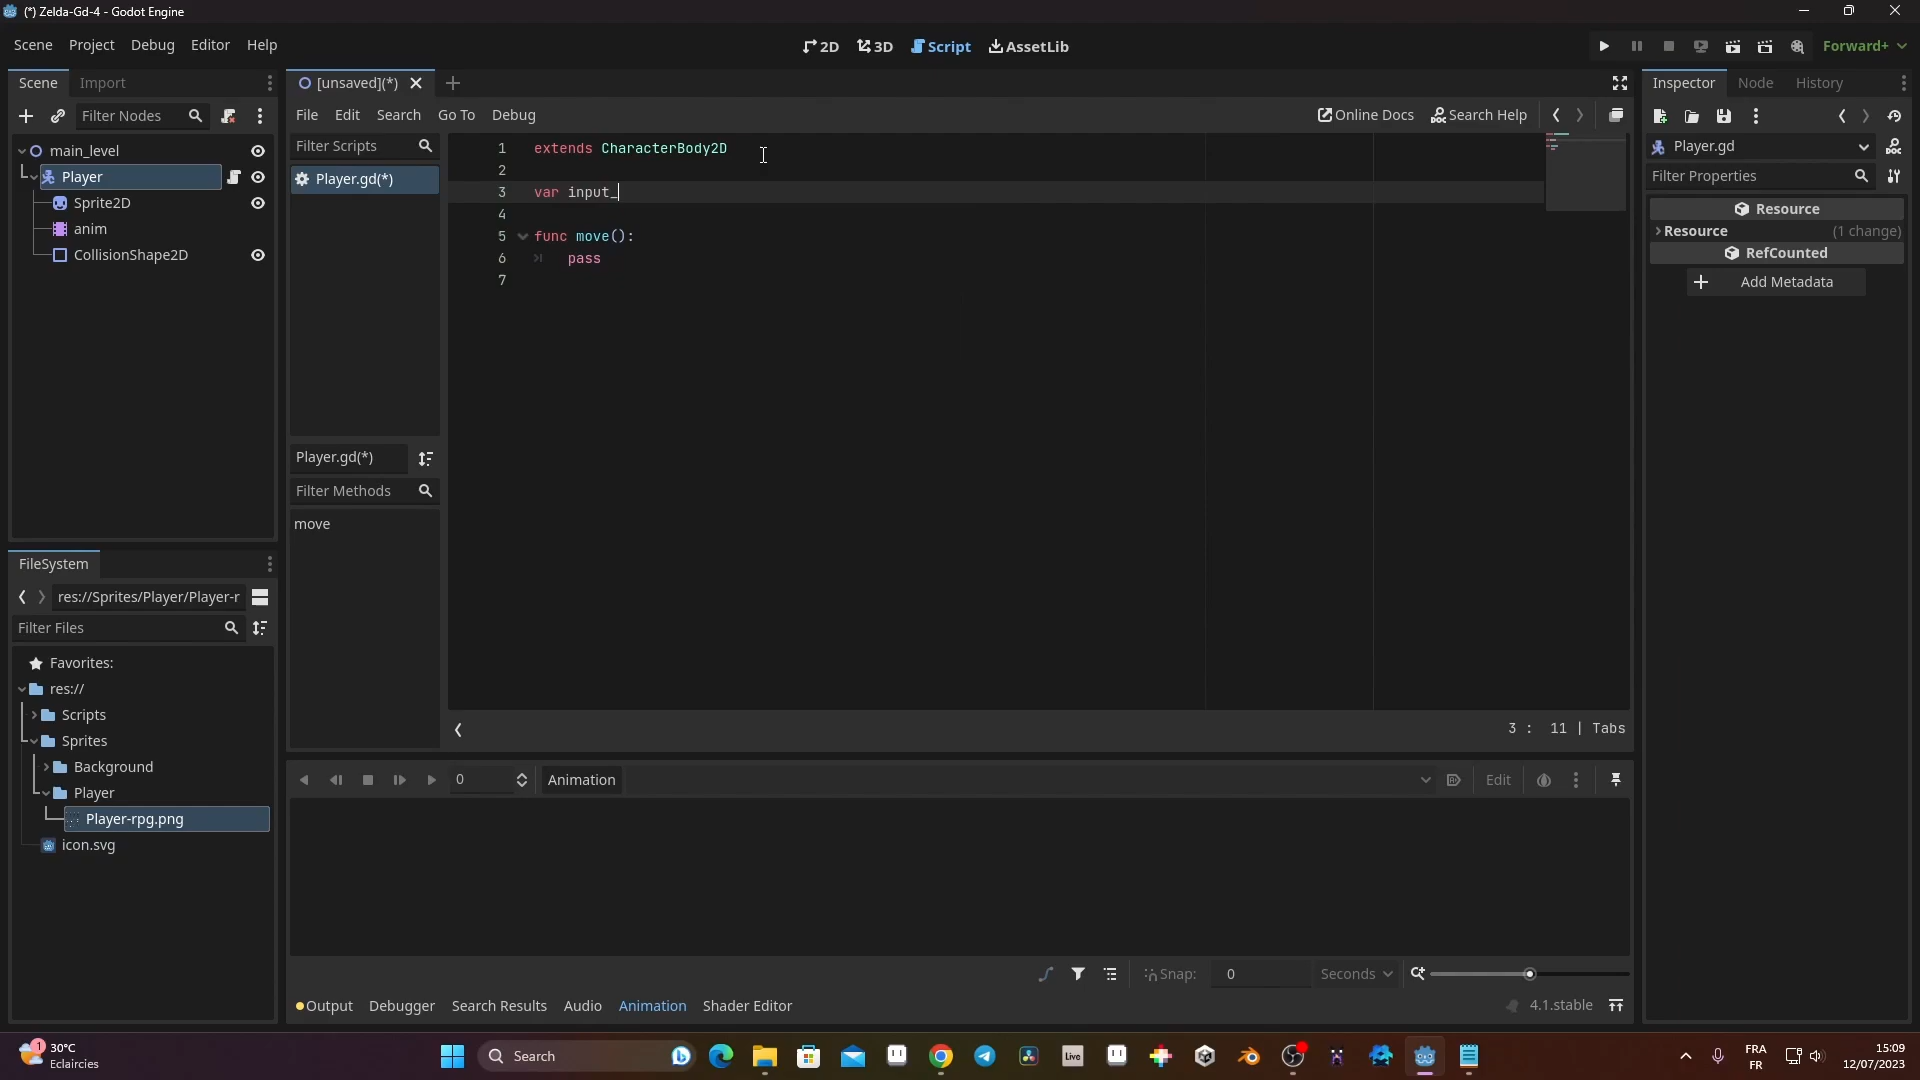 (*) Zelda-Gd-4 - Godot Engine
Scene Project Debug Editor Help
2D 3D Script AssetLib
Forward+
Scene Import
[unsaved](*)
Inspector Node History
Filter Nodes
File Edit Search Go To Debug
Online Docs Search Help
main_level
Player
Sprite2D
anim
CollisionShape2D
Filter Scripts
Player.gd(*)
Player.gd(*)
Filter Methods
move
1 extends CharacterBody2D
2
3 var input_
4
5 func move():
6 pass
7
3 : 11 | Tabs
Player.gd
Filter Properties
Resource
Resource (1 change)
RefCounted
Add Metadata
FileSystem
res://Sprites/Player/Player-r
Filter Files
Favorites:
res://
Scripts
Sprites
Background
Player
Player-rpg.png
icon.svg
0 Animation Edit
Snap: 0 Seconds
Output Debugger Search Results Audio Animation Shader Editor
4.1.stable
1
30°C
Eclaircies
Search
Live
FRA
FR
15:09
12/07/2023